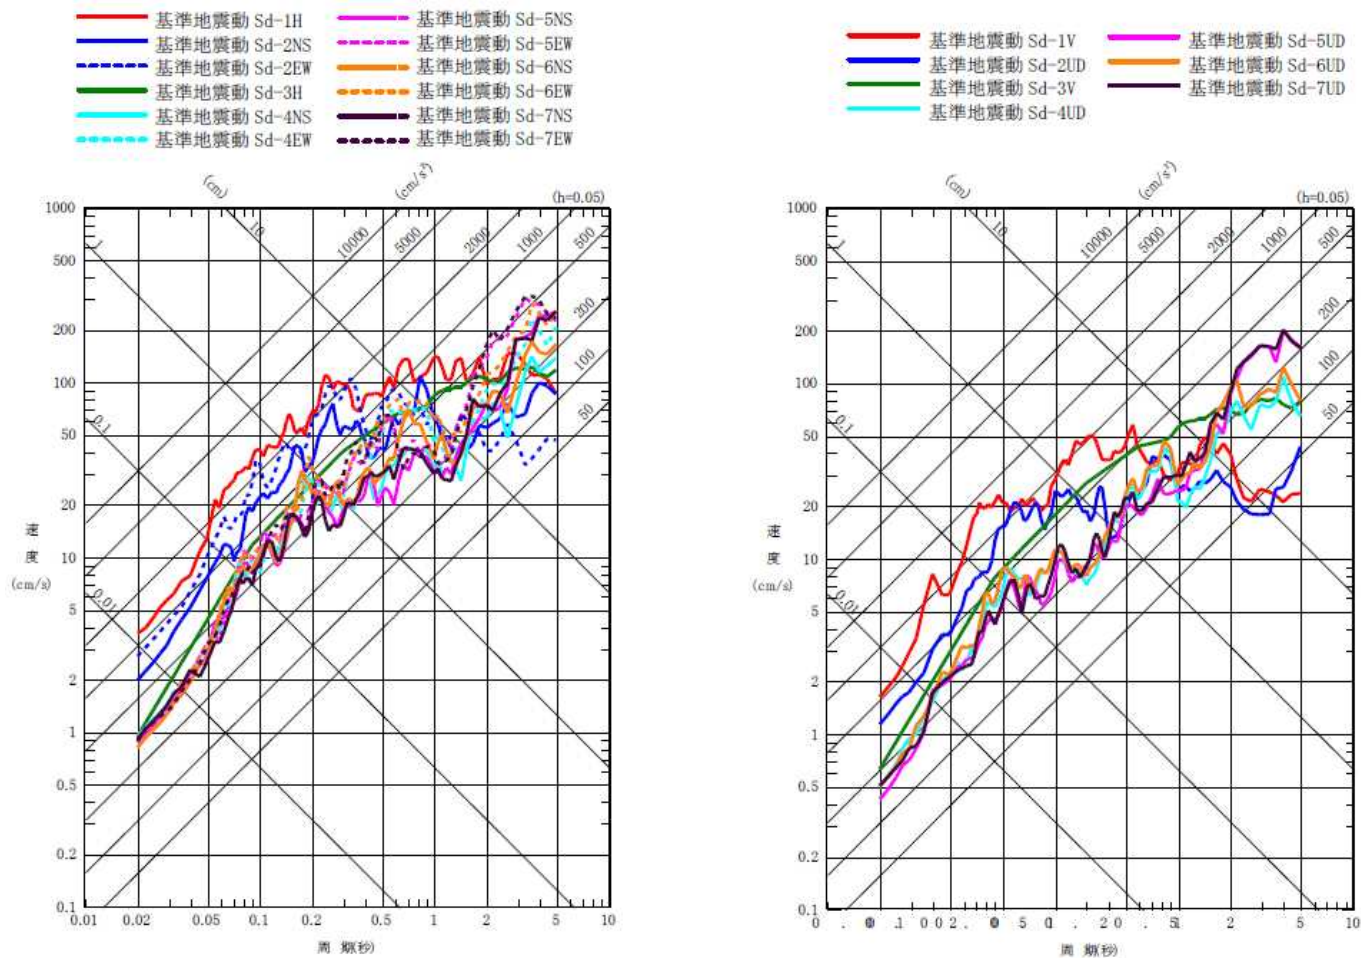 基準地震動 Sd-1H
基準地震動 Sd-2NS
基準地震動 Sd-2EW
基準地震動 Sd-3H
基準地震動 Sd-4NS
基準地震動 Sd-4EW
基準地震動 Sd-5NS
基準地震動 Sd-5EW
基準地震動 Sd-6NS
基準地震動 Sd-6EW
基準地震動 Sd-7NS
基準地震動 Sd-7EW
(cm)
(cm/s²)
(h=0.05)
1
10
10000
5000
2000
1000
500
200
100
50
0.1
0.01
1000
500
200
100
50
20
10
5
2
1
0.5
0.2
0.1
速
度
(cm/s)
0.01 0.02 0.05 0.1 0.2 0.5 1 2 5 10
周 期(秒)
基準地震動 Sd-1V
基準地震動 Sd-2UD
基準地震動 Sd-3V
基準地震動 Sd-4UD
基準地震動 Sd-5UD
基準地震動 Sd-6UD
基準地震動 Sd-7UD
(cm)
(cm/s²)
(h=0.05)
1
10
10000
5000
2000
1000
500
200
100
50
0.1
0.01
1000
500
200
100
50
20
10
5
2
1
0.5
0.2
0.1
速
度
(cm/s)
2 5 10
周 期(秒)